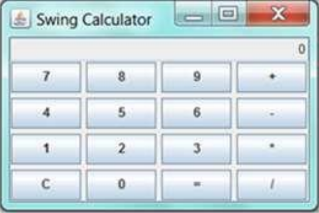 Swing Calculator
0
7 8 9 +
4 5 6 -
1 2 3 *
C 0 = /